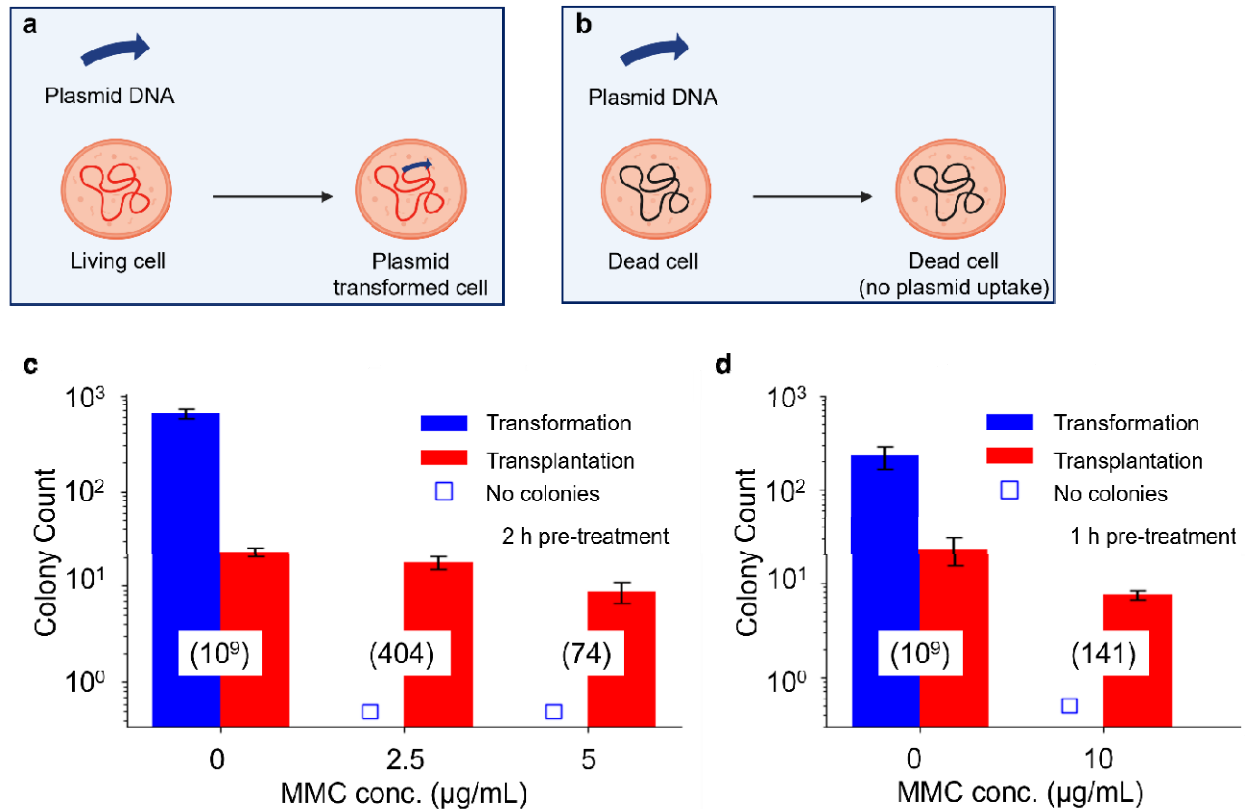 a
Plasmid DNA
Living cell
Plasmid
transformed cell
b
Plasmid DNA
Dead cell
Dead cell
(no plasmid uptake)
c
Colony Count
10³
10²
10¹
10⁰
Transformation
Transplantation
No colonies
2 h pre-treatment
(10⁹)
(404)
(74)
0
2.5
5
MMC conc. (µg/mL)
d
Colony Count
10³
10²
10¹
10⁰
Transformation
Transplantation
No colonies
1 h pre-treatment
(10⁹)
(141)
0
10
MMC conc. (µg/mL)